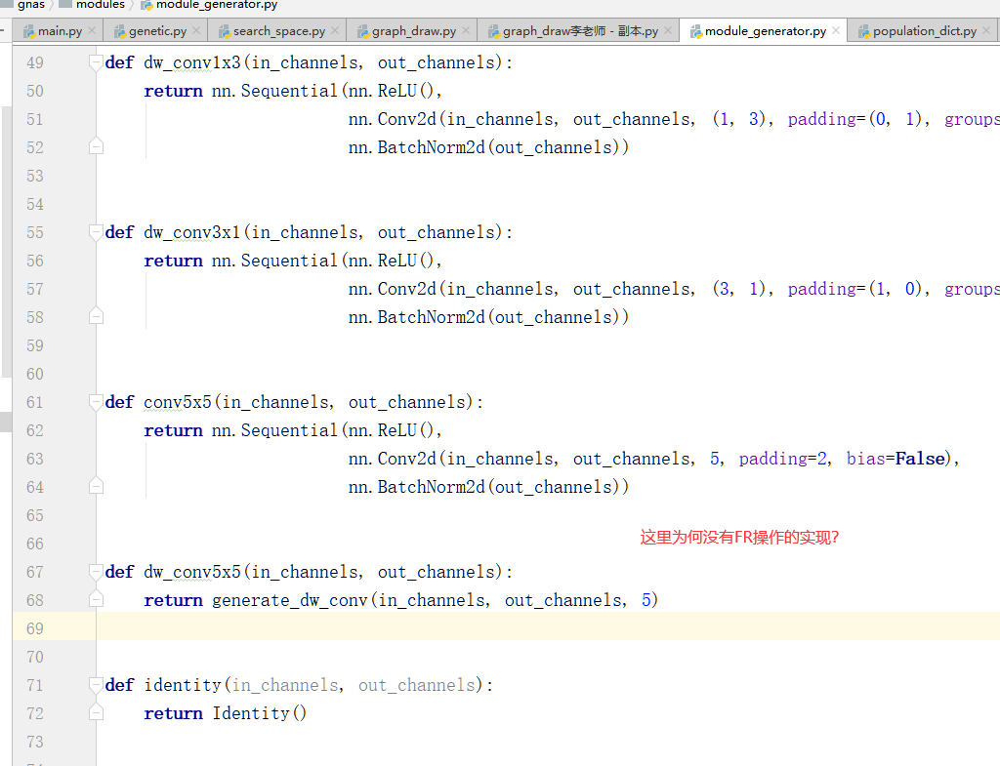 gnas modules module_generator.py
main.py genetic.py search_space.py graph_draw.py graph_draw李老师 - 副本.py module_generator.py population_dict.py
49 def dw_conv1x3(in_channels, out_channels):
50 return nn.Sequential(nn.ReLU(),
51 nn.Conv2d(in_channels, out_channels, (1, 3), padding=(0, 1), groups
52 nn.BatchNorm2d(out_channels))
53
54
55 def dw_conv3x1(in_channels, out_channels):
56 return nn.Sequential(nn.ReLU(),
57 nn.Conv2d(in_channels, out_channels, (3, 1), padding=(1, 0), groups
58 nn.BatchNorm2d(out_channels))
59
60
61 def conv5x5(in_channels, out_channels):
62 return nn.Sequential(nn.ReLU(),
63 nn.Conv2d(in_channels, out_channels, 5, padding=2, bias=False),
64 nn.BatchNorm2d(out_channels))
65
这里为何没有FR操作的实现?
66
67 def dw_conv5x5(in_channels, out_channels):
68 return generate_dw_conv(in_channels, out_channels, 5)
69
70
71 def identity(in_channels, out_channels):
72 return Identity()
73